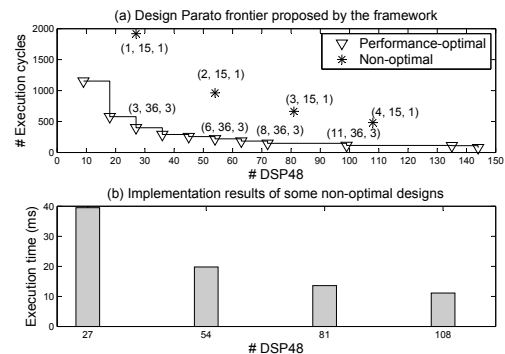 (a) Design Parato frontier proposed by the framework
# Execution cycles
2000
1500
1000
500
0
(1, 15, 1)
(2, 15, 1)
(3, 15, 1)
(4, 15, 1)
(3, 36, 3)
(6, 36, 3)
(8, 36, 3)
(11, 36, 3)
Performance-optimal
Non-optimal
0 10 20 30 40 50 60 70 80 90 100 110 120 130 140 150
# DSP48
(b) Implementation results of some non-optimal designs
Execution time (ms)
40
30
20
10
0
27 54 81 108
# DSP48